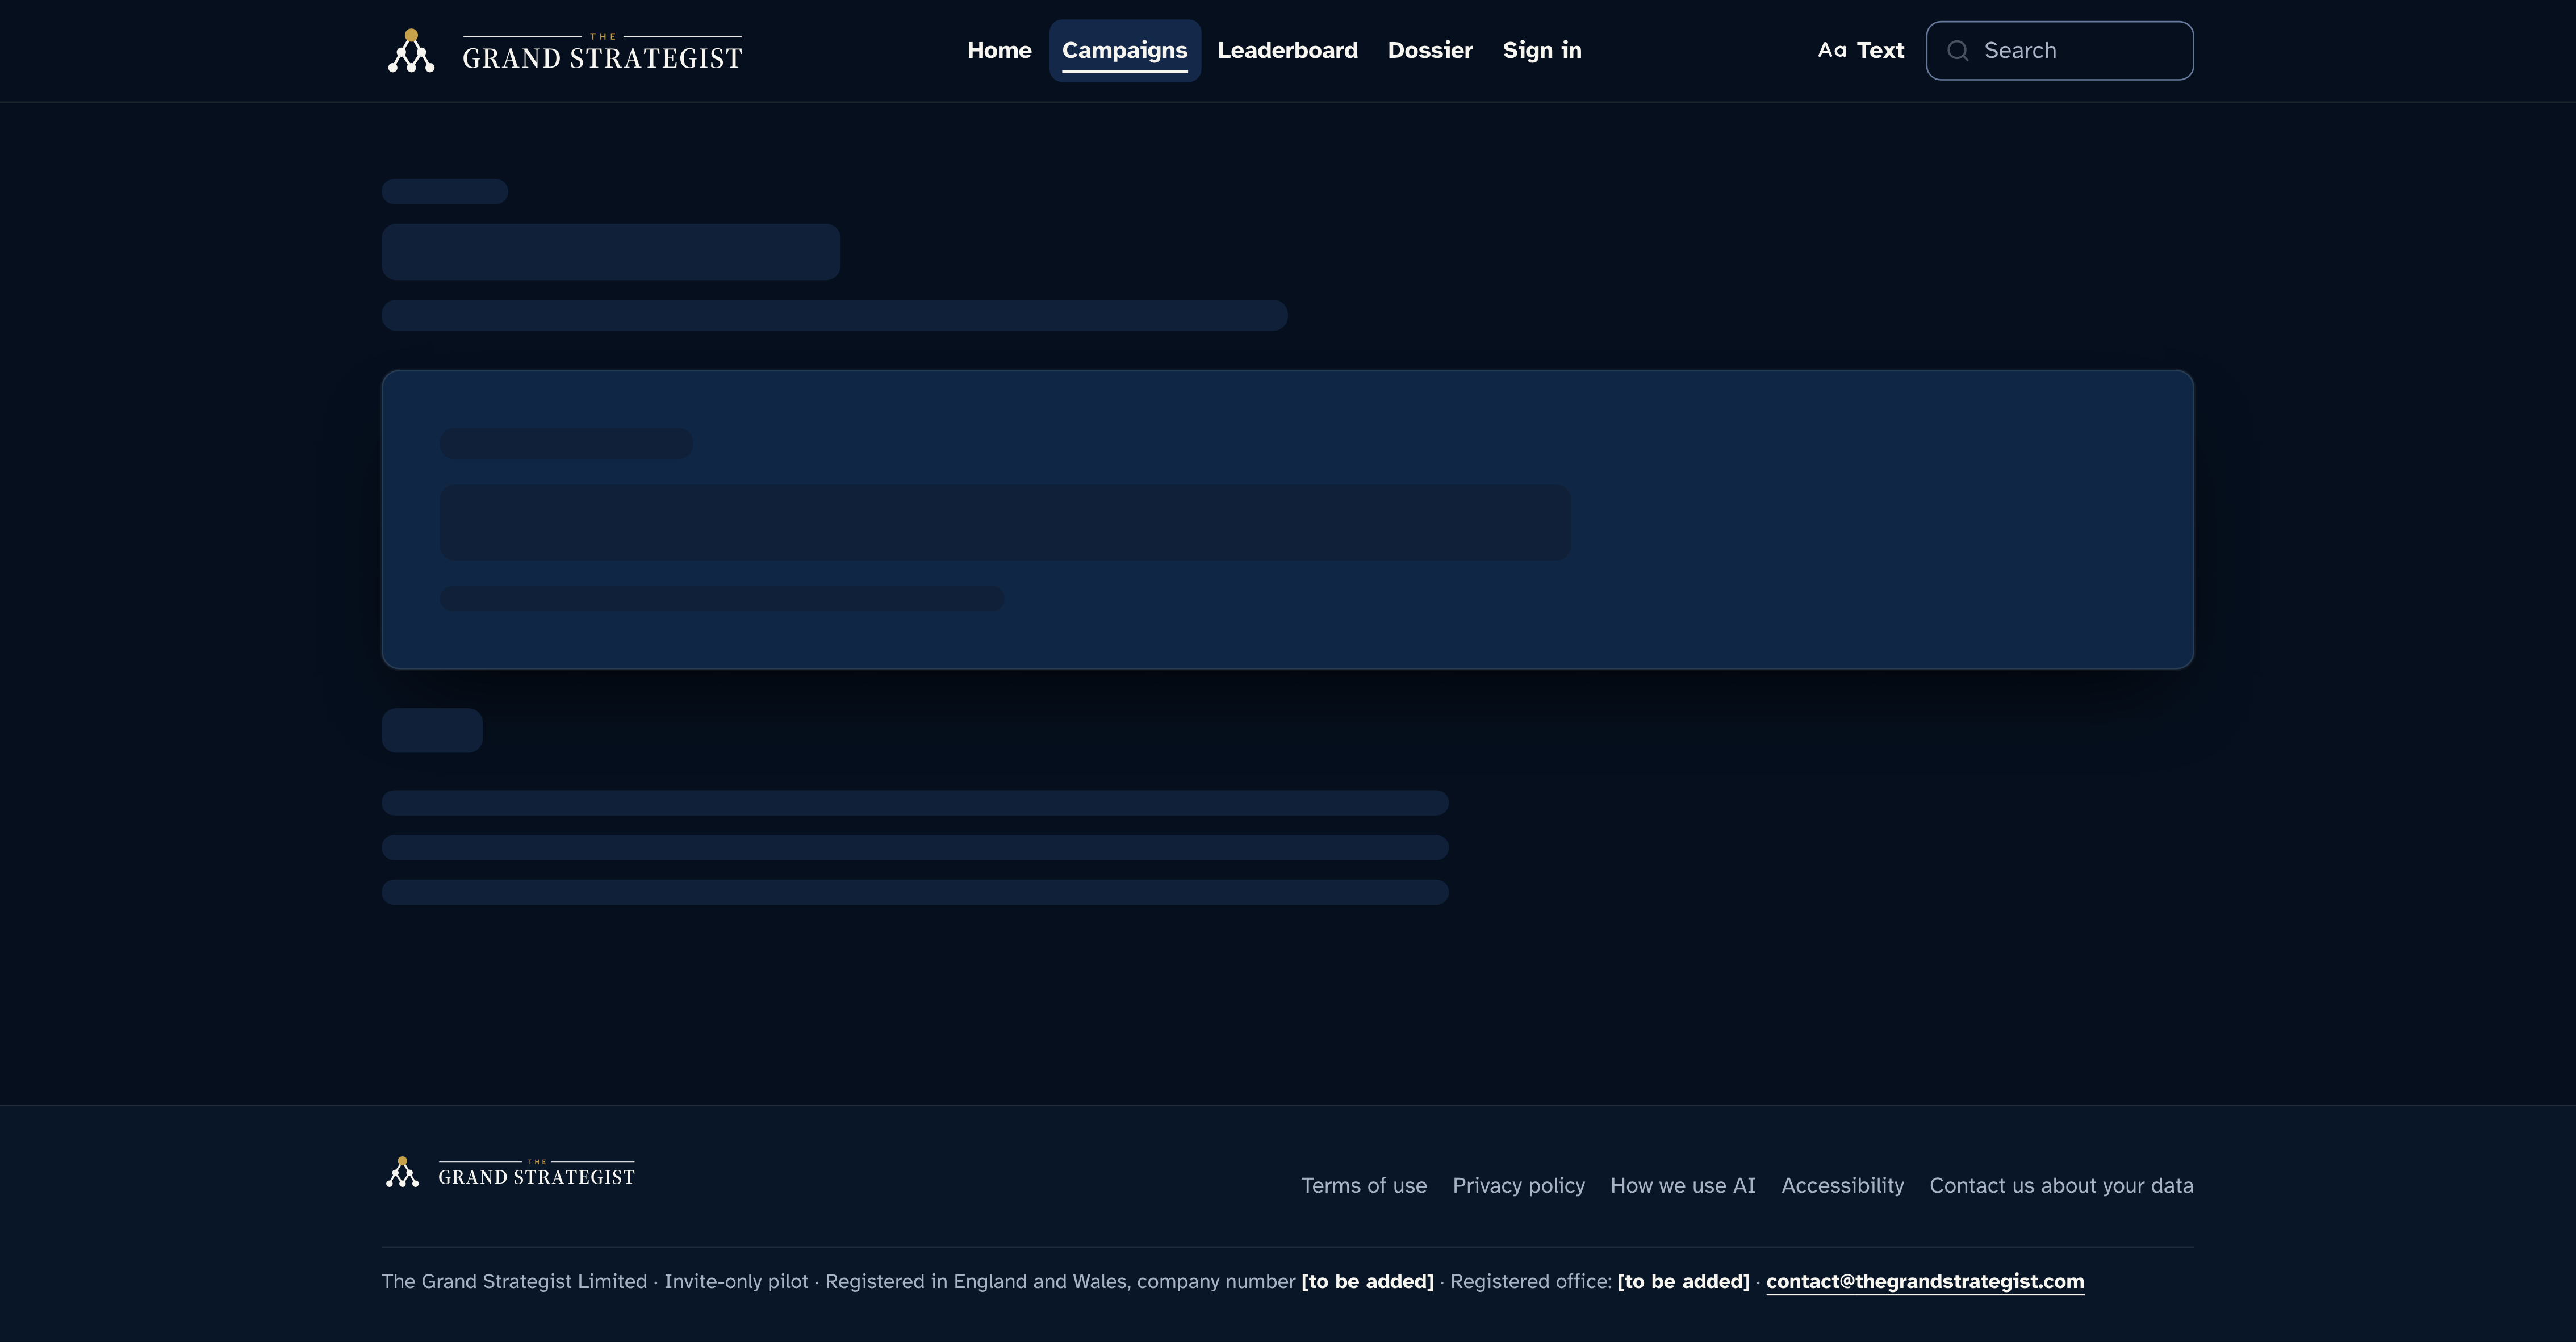 THE
GRAND STRATEGIST
Home Campaigns Leaderboard Dossier Sign in
Aa Text
Search
THE
GRAND STRATEGIST
Terms of use Privacy policy How we use AI Accessibility Contact us about your data
The Grand Strategist Limited · Invite-only pilot · Registered in England and Wales, company number [to be added] · Registered office: [to be added] · contact@thegrandstrategist.com